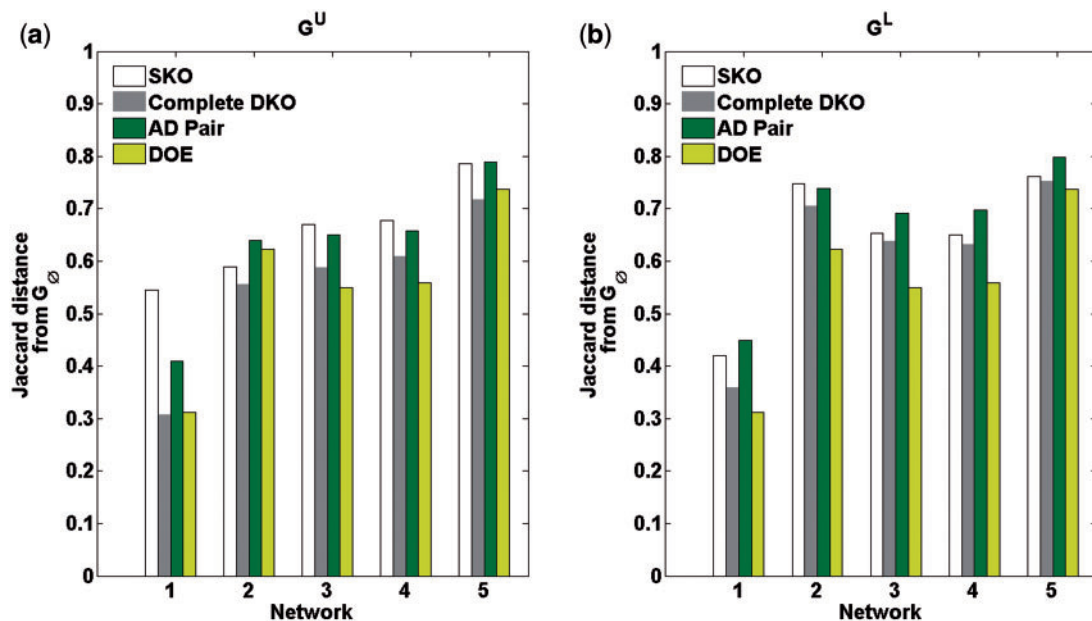 (a)
G^U
1
0.9
0.8
0.7
0.6
0.5
0.4
0.3
0.2
0.1
0
Jaccard distance
from G_∅
SKO
Complete DKO
AD Pair
DOE
1 2 3 4 5
Network
(b)
G^L
1
0.9
0.8
0.7
0.6
0.5
0.4
0.3
0.2
0.1
0
Jaccard distance
from G_∅
SKO
Complete DKO
AD Pair
DOE
1 2 3 4 5
Network